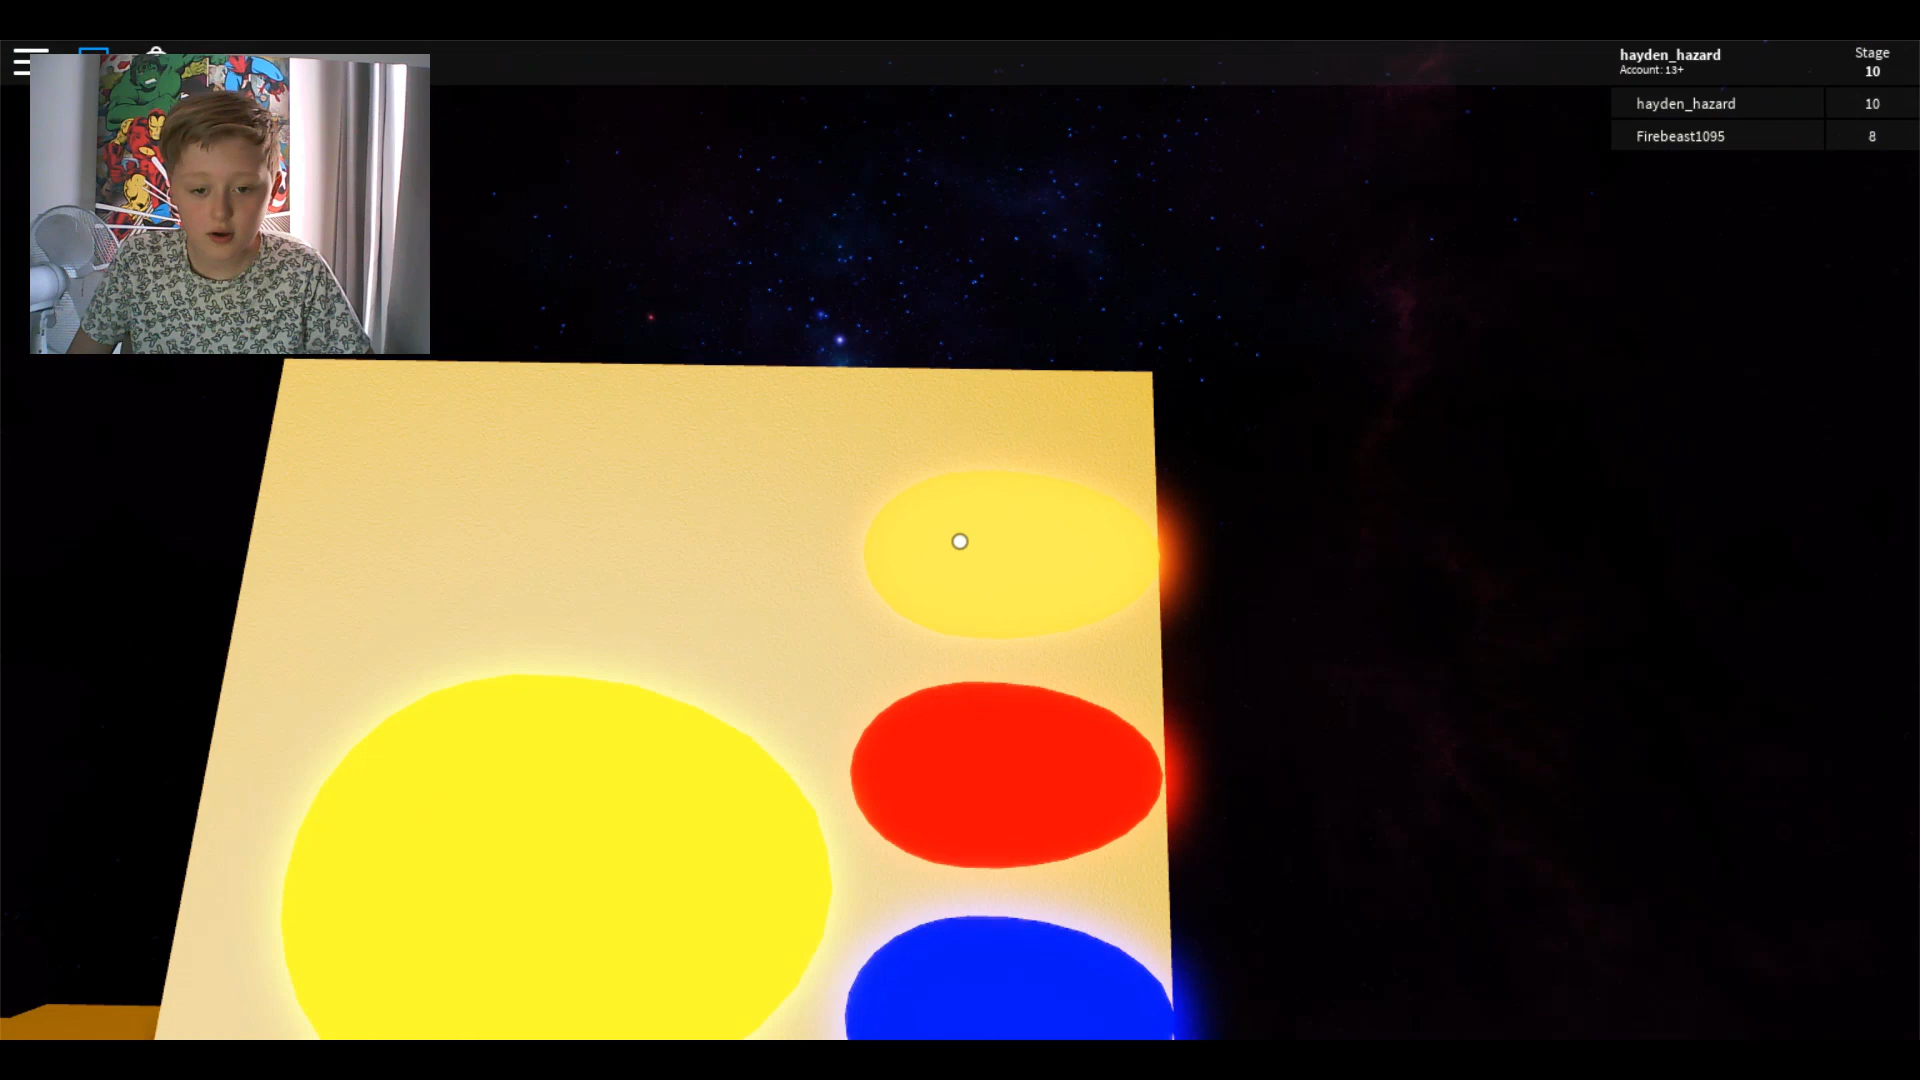 hayden_hazard
Account: 13+
Stage
10
hayden_hazard 10
Firebeast1095 8